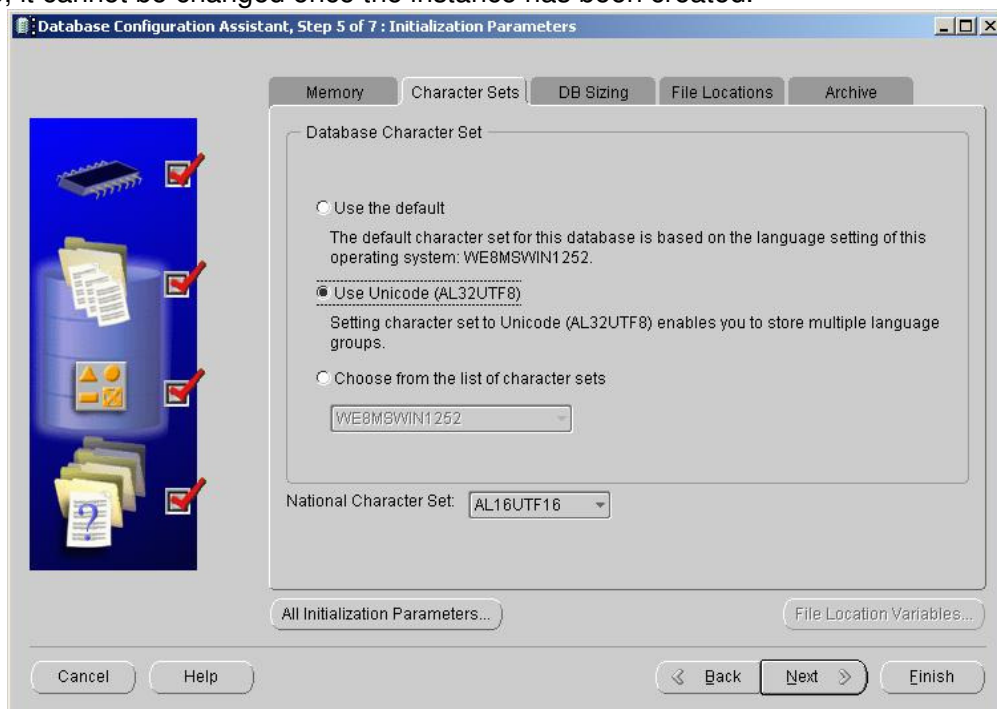 , it cannot be changed once the instance has been created.
Database Configuration Assistant, Step 5 of 7 : Initialization Parameters
Memory Character Sets DB Sizing File Locations Archive
Database Character Set
Use the default
The default character set for this database is based on the language setting of this
operating system: WE8MSWIN1252.
Use Unicode (AL32UTF8)
Setting character set to Unicode (AL32UTF8) enables you to store multiple language
groups.
Choose from the list of character sets
WE8MSWIN1252
National Character Set: AL16UTF16
All Initialization Parameters... File Location Variables...
Cancel Help Back Next Finish